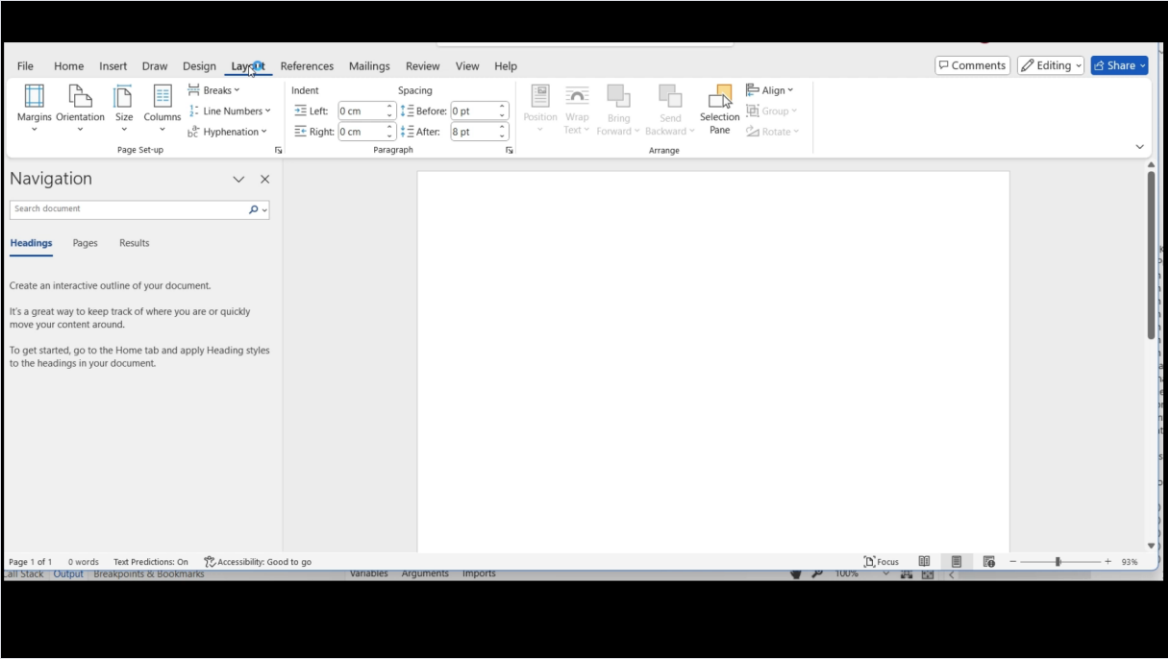 File Home Insert Draw Design Layout References Mailings Review View Help Comments Editing Share
Margins Orientation Size Columns
Breaks
Line Numbers
Hyphenation
Page Set-up
Indent Spacing
Left: 0 cm Before: 0 pt
Right: 0 cm After: 8 pt
Paragraph
Position Wrap Text Bring Forward Send Backward Selection Pane
Align
Group
Rotate
Arrange
Navigation
Search document
Headings Pages Results
Create an interactive outline of your document.
It's a great way to keep track of where you are or quickly
move your content around.
To get started, go to the Home tab and apply Heading styles
to the headings in your document.
Page 1 of 1 0 words Text Predictions: On Accessibility: Good to go Focus 93%
Call Stack Output Breakpoints & Bookmarks Variables Arguments Imports 100%